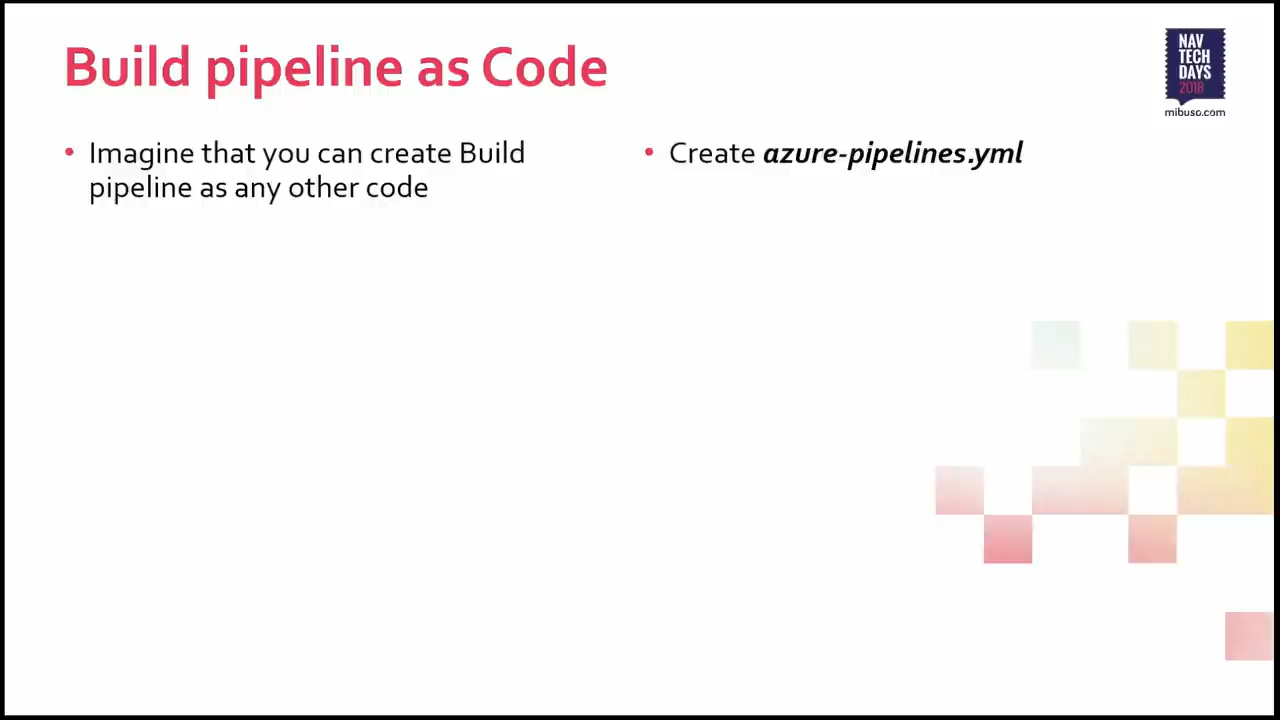 Build pipeline as Code
NAV
TECH
DAYS
2018
mibuso.com
• Imagine that you can create Build
pipeline as any other code
• Create azure-pipelines.yml